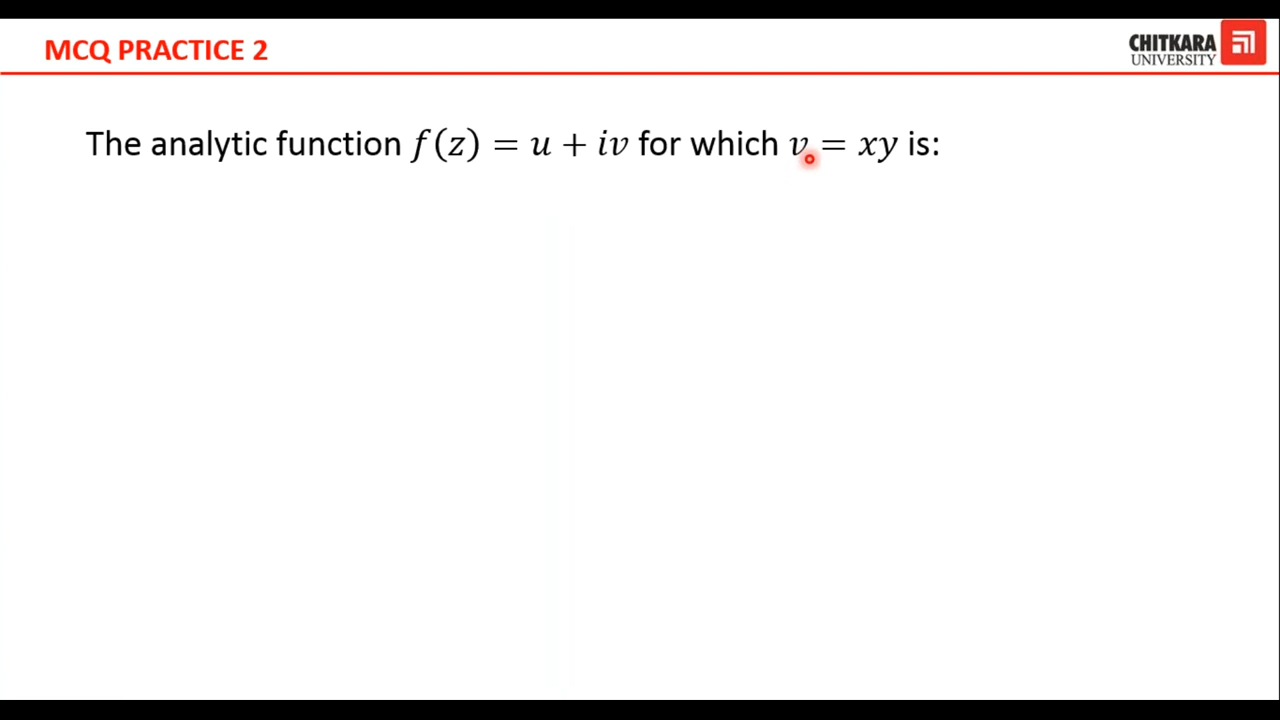 MCQ PRACTICE 2
CHITKARA
UNIVERSITY
The analytic function f(z) = u + iv for which v = xy is: